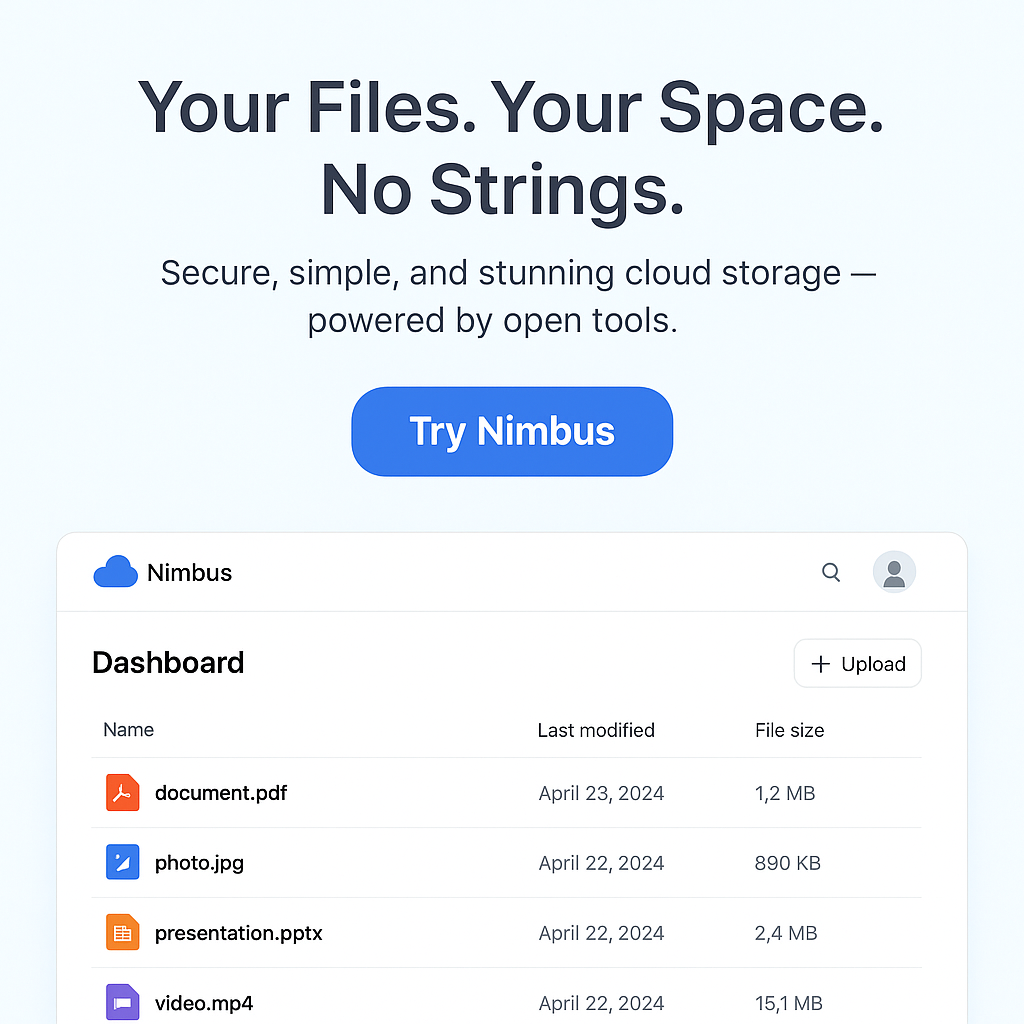 Your Files. Your Space.
No Strings.
Secure, simple, and stunning cloud storage —
powered by open tools.
Try Nimbus
Nimbus
Dashboard
+ Upload
Name Last modified File size
document.pdf April 23, 2024 1,2 MB
photo.jpg April 22, 2024 890 KB
presentation.pptx April 22, 2024 2,4 MB
video.mp4 April 22, 2024 15,1 MB